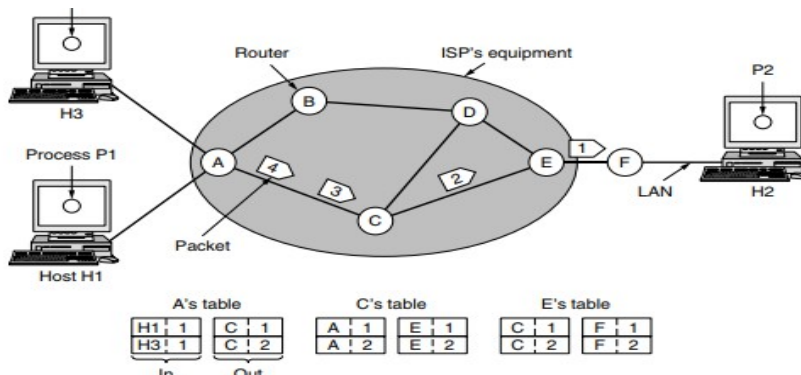 Router
ISP's equipment
P2
B
D
H3
Process P1
A
4
3
2
E
1
F
C
LAN
H2
Packet
Host H1
A's table
C's table
E's table
H1 1 C 1 A 1 E 1 C 1 F 1
H3 1 C 2 A 2 E 2 C 2 F 2
In Out